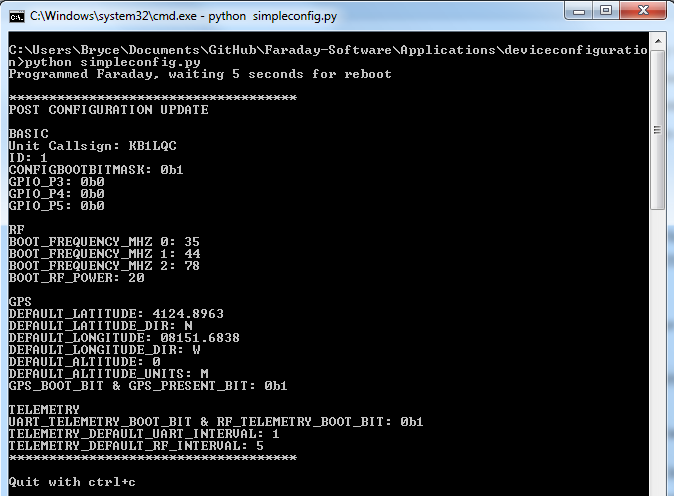 C:\Windows\system32\cmd.exe - python  simpleconfig.py
C:\Users\Bryce\Documents\GitHub\Faraday-Software\Applications\deviceconfiguratio
n>python simpleconfig.py
Programmed Faraday, waiting 5 seconds for reboot
************************************
POST CONFIGURATION UPDATE
BASIC
Unit Callsign: KB1LQC
ID: 1
CONFIGBOOTBITMASK: 0b1
GPIO_P3: 0b0
GPIO_P4: 0b0
GPIO_P5: 0b0
RF
BOOT_FREQUENCY_MHZ 0: 35
BOOT_FREQUENCY_MHZ 1: 44
BOOT_FREQUENCY_MHZ 2: 78
BOOT_RF_POWER: 20
GPS
DEFAULT_LATITUDE: 4124.8963
DEFAULT_LATITUDE_DIR: N
DEFAULT_LONGITUDE: 08151.6838
DEFAULT_LONGITUDE_DIR: W
DEFAULT_ALTITUDE: 0
DEFAULT_ALTITUDE_UNITS: M
GPS_BOOT_BIT & GPS_PRESENT_BIT: 0b1
TELEMETRY
UART_TELEMETRY_BOOT_BIT & RF_TELEMETRY_BOOT_BIT: 0b1
TELEMETRY_DEFAULT_UART_INTERVAL: 1
TELEMETRY_DEFAULT_RF_INTERVAL: 5
************************************
Quit with ctrl+c